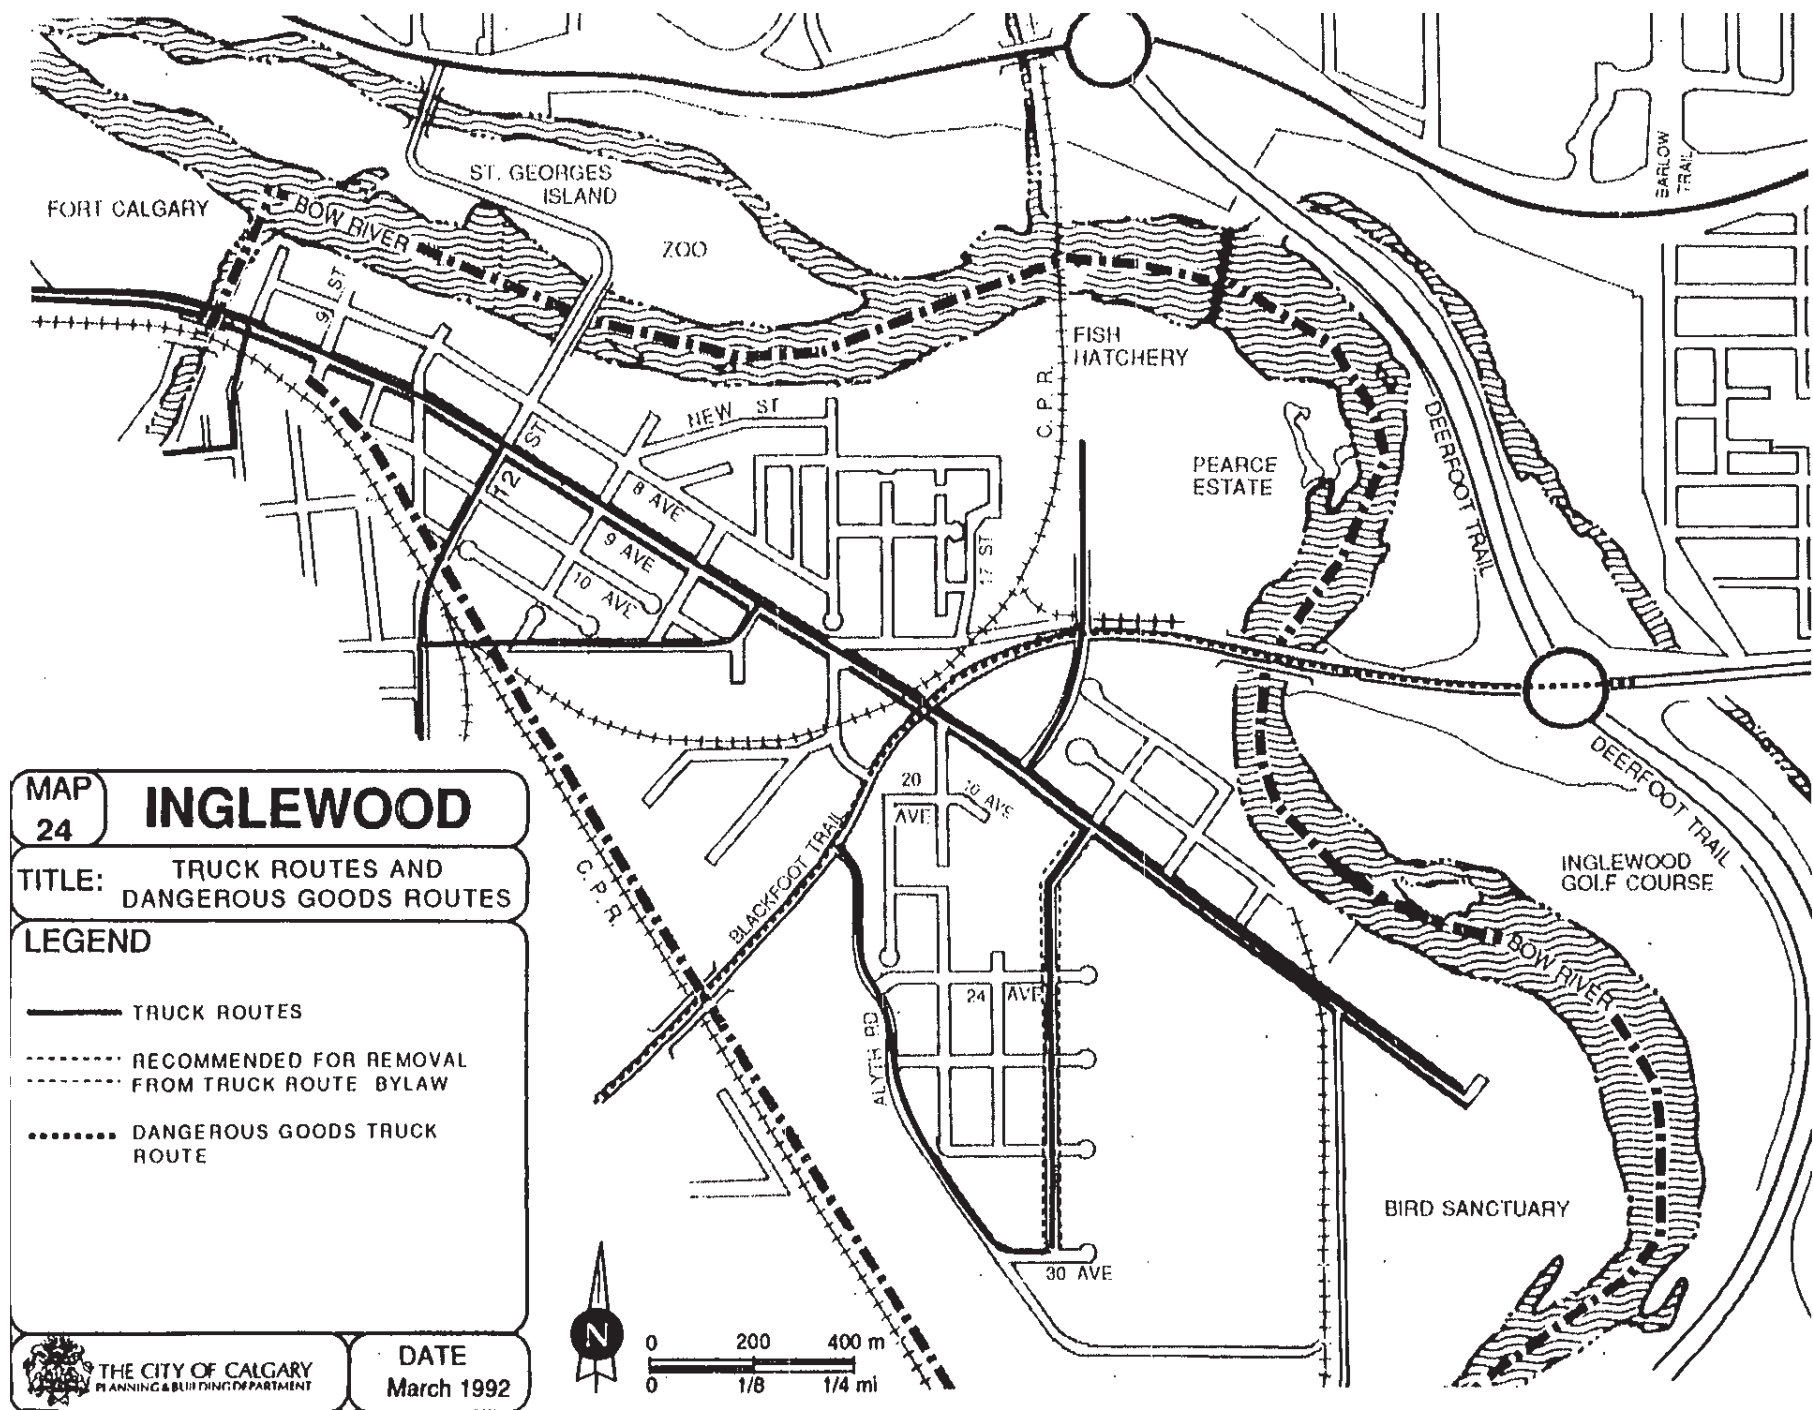 FORT CALGARY
ST. GEORGES
ISLAND
BOW RIVER
ZOO
BARLOW
TRAIL
9 ST
FISH
HATCHERY
C. P. R.
NEW ST
DEERFOOT TRAIL
PEARCE
ESTATE
12 ST
8 AVE
9 AVE
10 AVE
17 ST
DEERFOOT TRAIL
20
AVE
10 AVE
BLACKFOOT TRAIL
C. P. R.
INGLEWOOD
GOLF COURSE
BOW RIVER
24 AVE
ALYTH RD
BIRD SANCTUARY
30 AVE
MAP
24
INGLEWOOD
TITLE: TRUCK ROUTES AND
DANGEROUS GOODS ROUTES
LEGEND
TRUCK ROUTES
RECOMMENDED FOR REMOVAL
FROM TRUCK ROUTE BYLAW
DANGEROUS GOODS TRUCK
ROUTE
THE CITY OF CALGARY
PLANNING & BUILDING DEPARTMENT
DATE
March 1992
N
0 200 400 m
0 1/8 1/4 mi